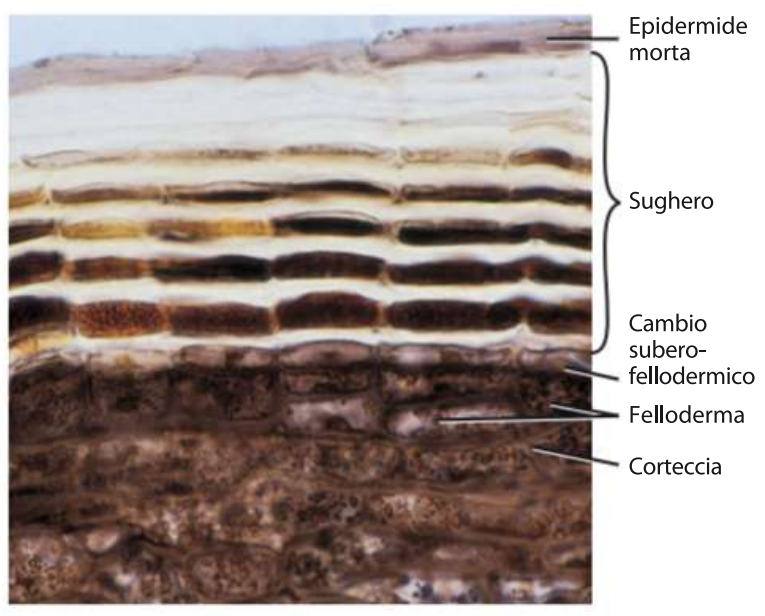 Epidermide
morta
Sughero
Cambio
subero-
fellodermico
Felloderma
Corteccia